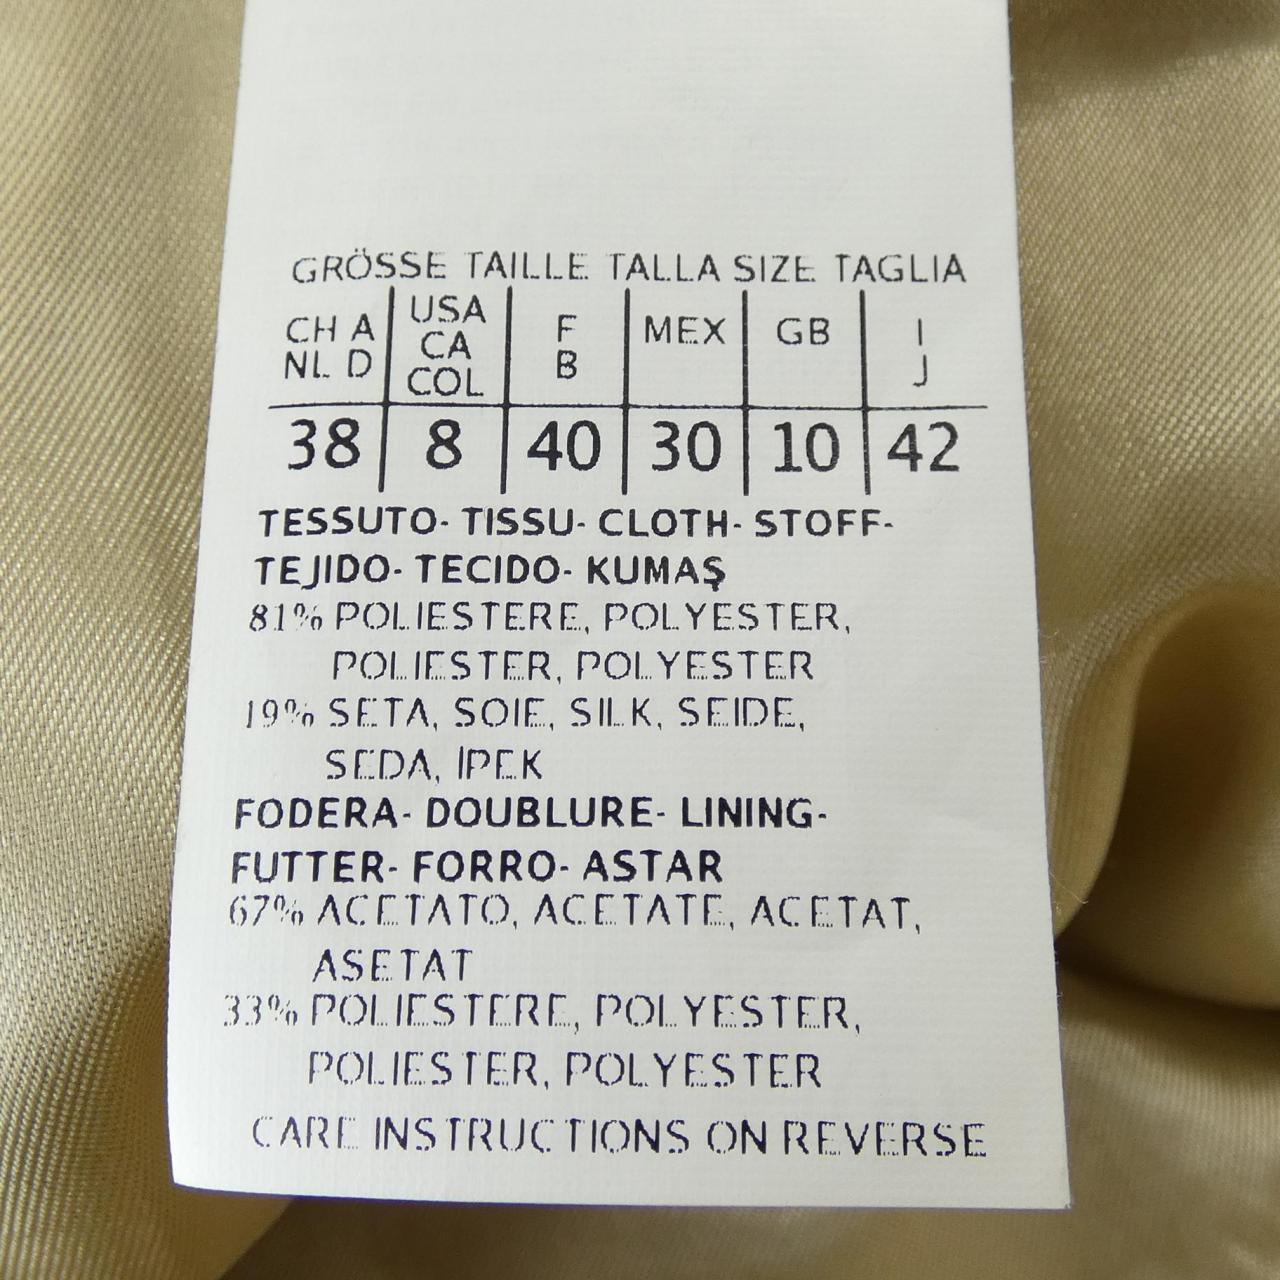 GRÖSSE TAILLE TALLA SIZE TAGLIA
CH A NL D | USA CA COL | F B | MEX | GB | I J
38 | 8 | 40 | 30 | 10 | 42
TESSUTO- TISSU- CLOTH- STOFF-
TEJIDO- TECIDO- KUMAŞ
81% POLIESTERE, POLYESTER,
POLIESTER, POLYESTER
19% SETA, SOIE, SILK, SEIDE,
SEDA, İPEK
FODERA- DOUBLURE- LINING-
FUTTER- FORRO- ASTAR
67% ACETATO, ACETATE, ACETAT,
ASETAT
33% POLIESTERE, POLYESTER,
POLIESTER, POLYESTER
CARE INSTRUCTIONS ON REVERSE